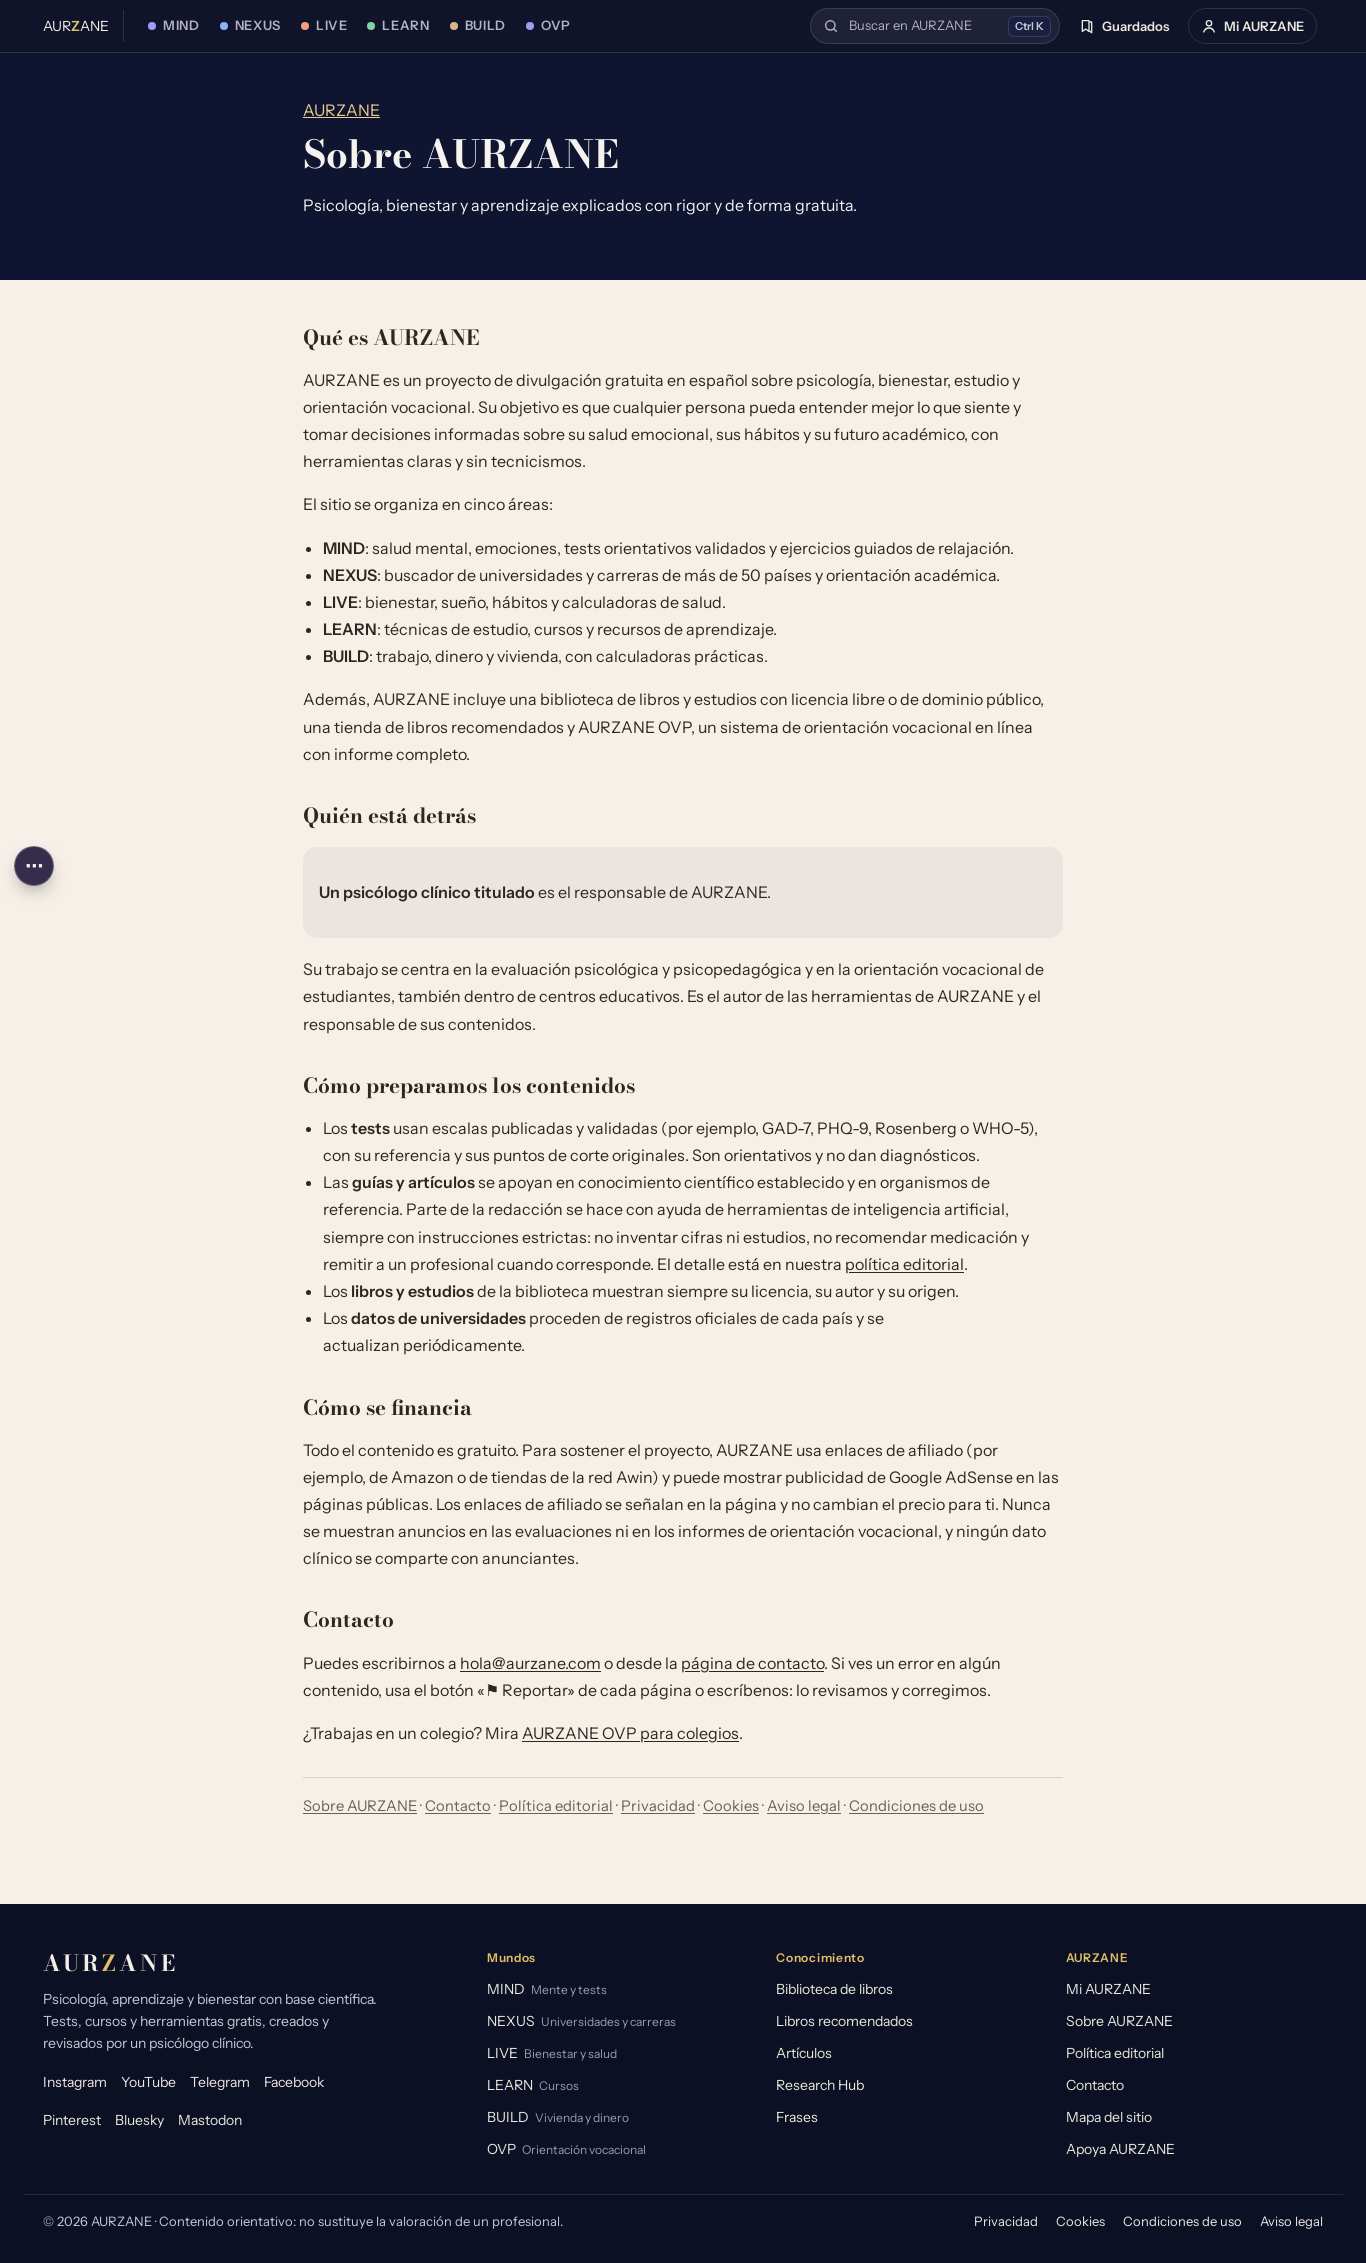 AURZANE
MIND
NEXUS
LIVE
LEARN
BUILD
OVP
Buscar en AURZANE
Ctrl K
Guardados
Mi AURZANE
AURZANE
Sobre AURZANE
Psicología, bienestar y aprendizaje explicados con rigor y de forma gratuita.
Qué es AURZANE
AURZANE es un proyecto de divulgación gratuita en español sobre psicología, bienestar, estudio y
orientación vocacional. Su objetivo es que cualquier persona pueda entender mejor lo que siente y
tomar decisiones informadas sobre su salud emocional, sus hábitos y su futuro académico, con
herramientas claras y sin tecnicismos.
El sitio se organiza en cinco áreas:
• MIND: salud mental, emociones, tests orientativos validados y ejercicios guiados de relajación.
• NEXUS: buscador de universidades y carreras de más de 50 países y orientación académica.
• LIVE: bienestar, sueño, hábitos y calculadoras de salud.
• LEARN: técnicas de estudio, cursos y recursos de aprendizaje.
• BUILD: trabajo, dinero y vivienda, con calculadoras prácticas.
Además, AURZANE incluye una biblioteca de libros y estudios con licencia libre o de dominio público,
una tienda de libros recomendados y AURZANE OVP, un sistema de orientación vocacional en línea
con informe completo.
Quién está detrás
Un psicólogo clínico titulado es el responsable de AURZANE.
Su trabajo se centra en la evaluación psicológica y psicopedagógica y en la orientación vocacional de
estudiantes, también dentro de centros educativos. Es el autor de las herramientas de AURZANE y el
responsable de sus contenidos.
Cómo preparamos los contenidos
• Los tests usan escalas publicadas y validadas (por ejemplo, GAD-7, PHQ-9, Rosenberg o WHO-5),
con su referencia y sus puntos de corte originales. Son orientativos y no dan diagnósticos.
• Las guías y artículos se apoyan en conocimiento científico establecido y en organismos de
referencia. Parte de la redacción se hace con ayuda de herramientas de inteligencia artificial,
siempre con instrucciones estrictas: no inventar cifras ni estudios, no recomendar medicación y
remitir a un profesional cuando corresponde. El detalle está en nuestra política editorial.
• Los libros y estudios de la biblioteca muestran siempre su licencia, su autor y su origen.
• Los datos de universidades proceden de registros oficiales de cada país y se
actualizan periódicamente.
Cómo se financia
Todo el contenido es gratuito. Para sostener el proyecto, AURZANE usa enlaces de afiliado (por
ejemplo, de Amazon o de tiendas de la red Awin) y puede mostrar publicidad de Google AdSense en las
páginas públicas. Los enlaces de afiliado se señalan en la página y no cambian el precio para ti. Nunca
se muestran anuncios en las evaluaciones ni en los informes de orientación vocacional, y ningún dato
clínico se comparte con anunciantes.
Contacto
Puedes escribirnos a hola@aurzane.com o desde la página de contacto. Si ves un error en algún
contenido, usa el botón «⚑ Reportar» de cada página o escríbenos: lo revisamos y corregimos.
¿Trabajas en un colegio? Mira AURZANE OVP para colegios.
Sobre AURZANE · Contacto · Política editorial · Privacidad · Cookies · Aviso legal · Condiciones de uso
AURZANE
Psicología, aprendizaje y bienestar con base científica.
Tests, cursos y herramientas gratis, creados y
revisados por un psicólogo clínico.
Instagram YouTube Telegram Facebook
Pinterest Bluesky Mastodon
Mundos
MIND Mente y tests
NEXUS Universidades y carreras
LIVE Bienestar y salud
LEARN Cursos
BUILD Vivienda y dinero
OVP Orientación vocacional
Conocimiento
Biblioteca de libros
Libros recomendados
Artículos
Research Hub
Frases
AURZANE
Mi AURZANE
Sobre AURZANE
Política editorial
Contacto
Mapa del sitio
Apoya AURZANE
© 2026 AURZANE · Contenido orientativo: no sustituye la valoración de un profesional.
Privacidad Cookies Condiciones de uso Aviso legal